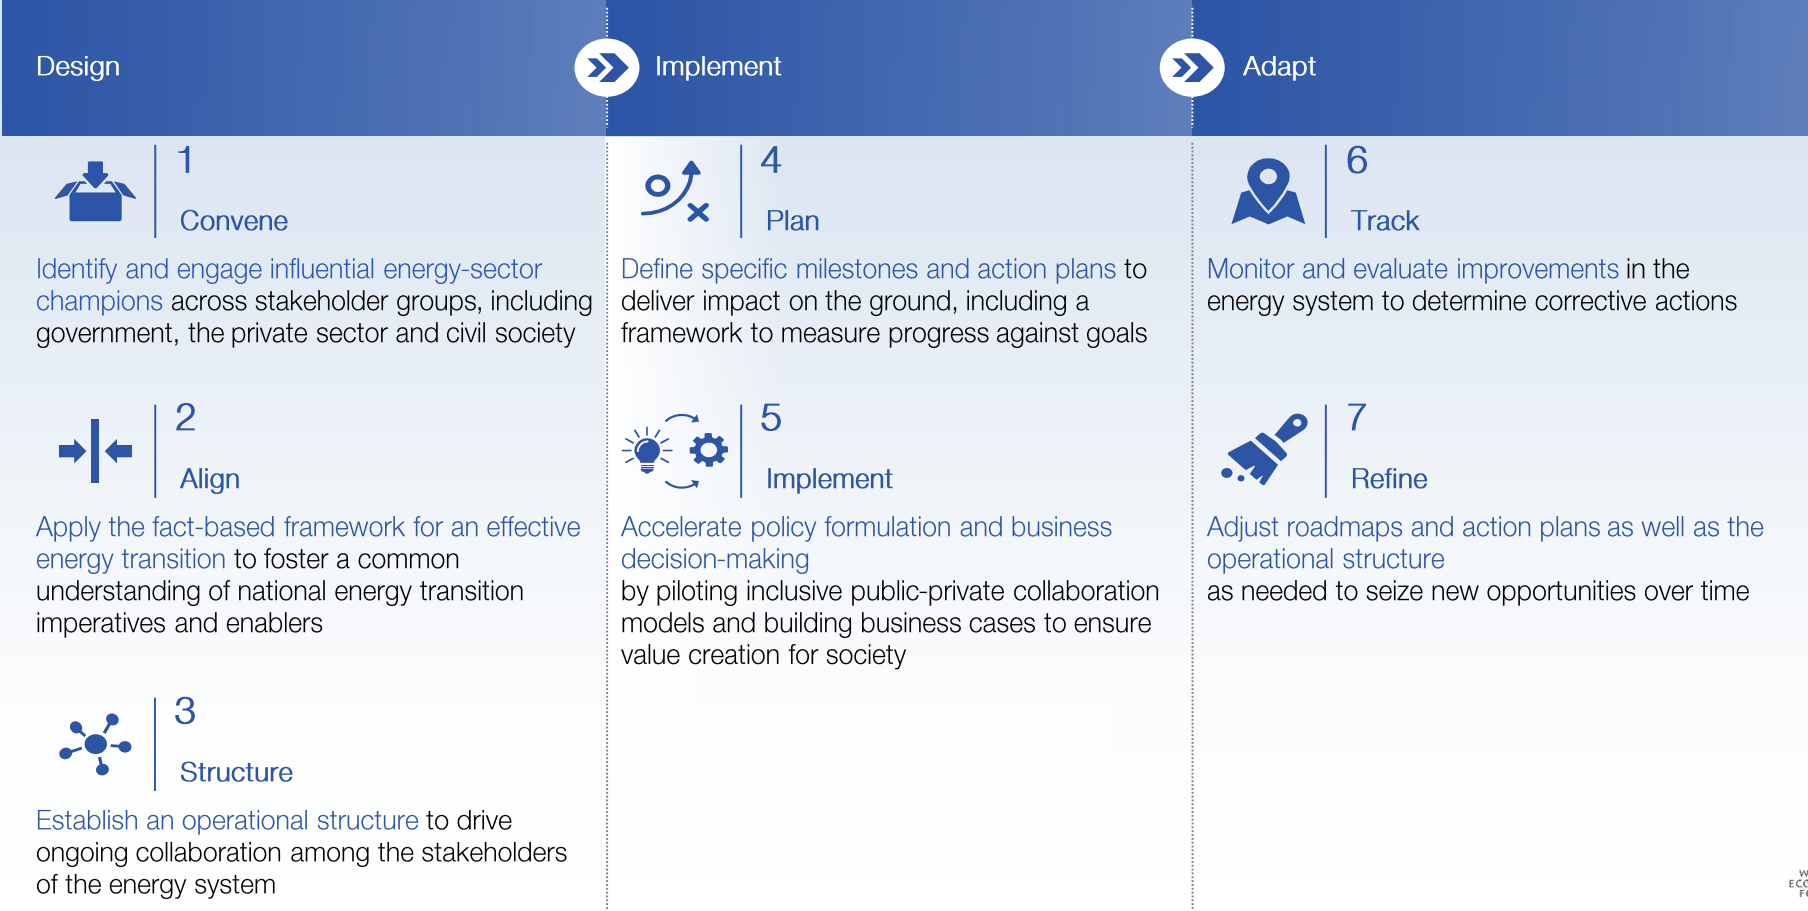 Design
Implement
Adapt
1
Convene
Identify and engage influential energy-sector
champions across stakeholder groups, including
government, the private sector and civil society
2
Align
Apply the fact-based framework for an effective
energy transition to foster a common
understanding of national energy transition
imperatives and enablers
3
Structure
Establish an operational structure to drive
ongoing collaboration among the stakeholders
of the energy system
4
Plan
Define specific milestones and action plans to
deliver impact on the ground, including a
framework to measure progress against goals
5
Implement
Accelerate policy formulation and business
decision-making
by piloting inclusive public-private collaboration
models and building business cases to ensure
value creation for society
6
Track
Monitor and evaluate improvements in the
energy system to determine corrective actions
7
Refine
Adjust roadmaps and action plans as well as the
operational structure
as needed to seize new opportunities over time